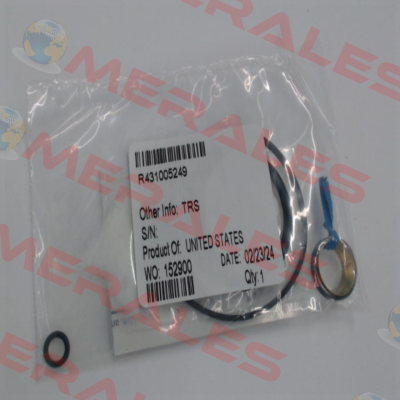 MERALES
R431005249
Other Info: TRS
S/N:
Product Of: UNITED STATES
WO: 152900 DATE: 02/23/24
Qty: 1
MERALES
MERALES